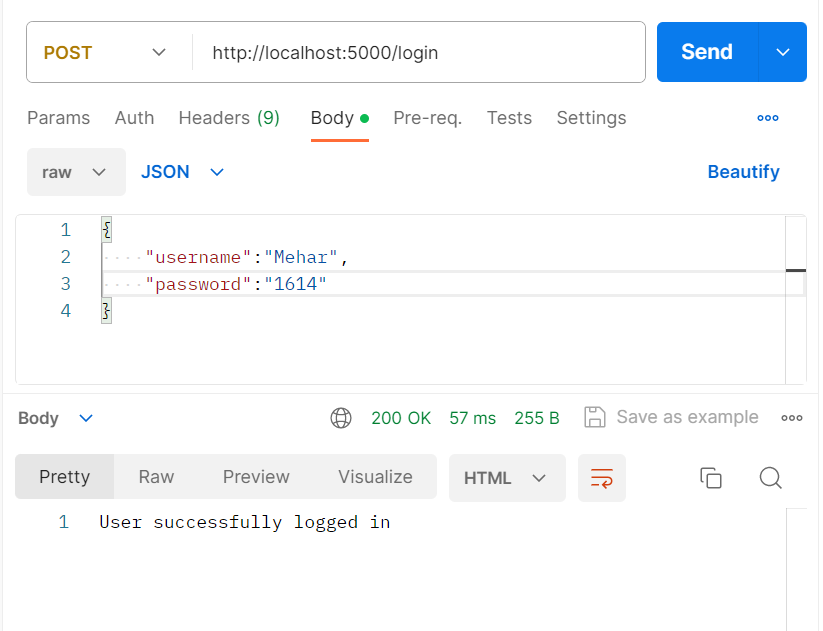 POST http://localhost:5000/login Send
Params Auth Headers (9) Body Pre-req. Tests Settings
raw JSON Beautify
1 {
2 "username":"Mehar",
3 "password":"1614"
4 }
Body 200 OK 57 ms 255 B Save as example
Pretty Raw Preview Visualize HTML
1 User successfully logged in